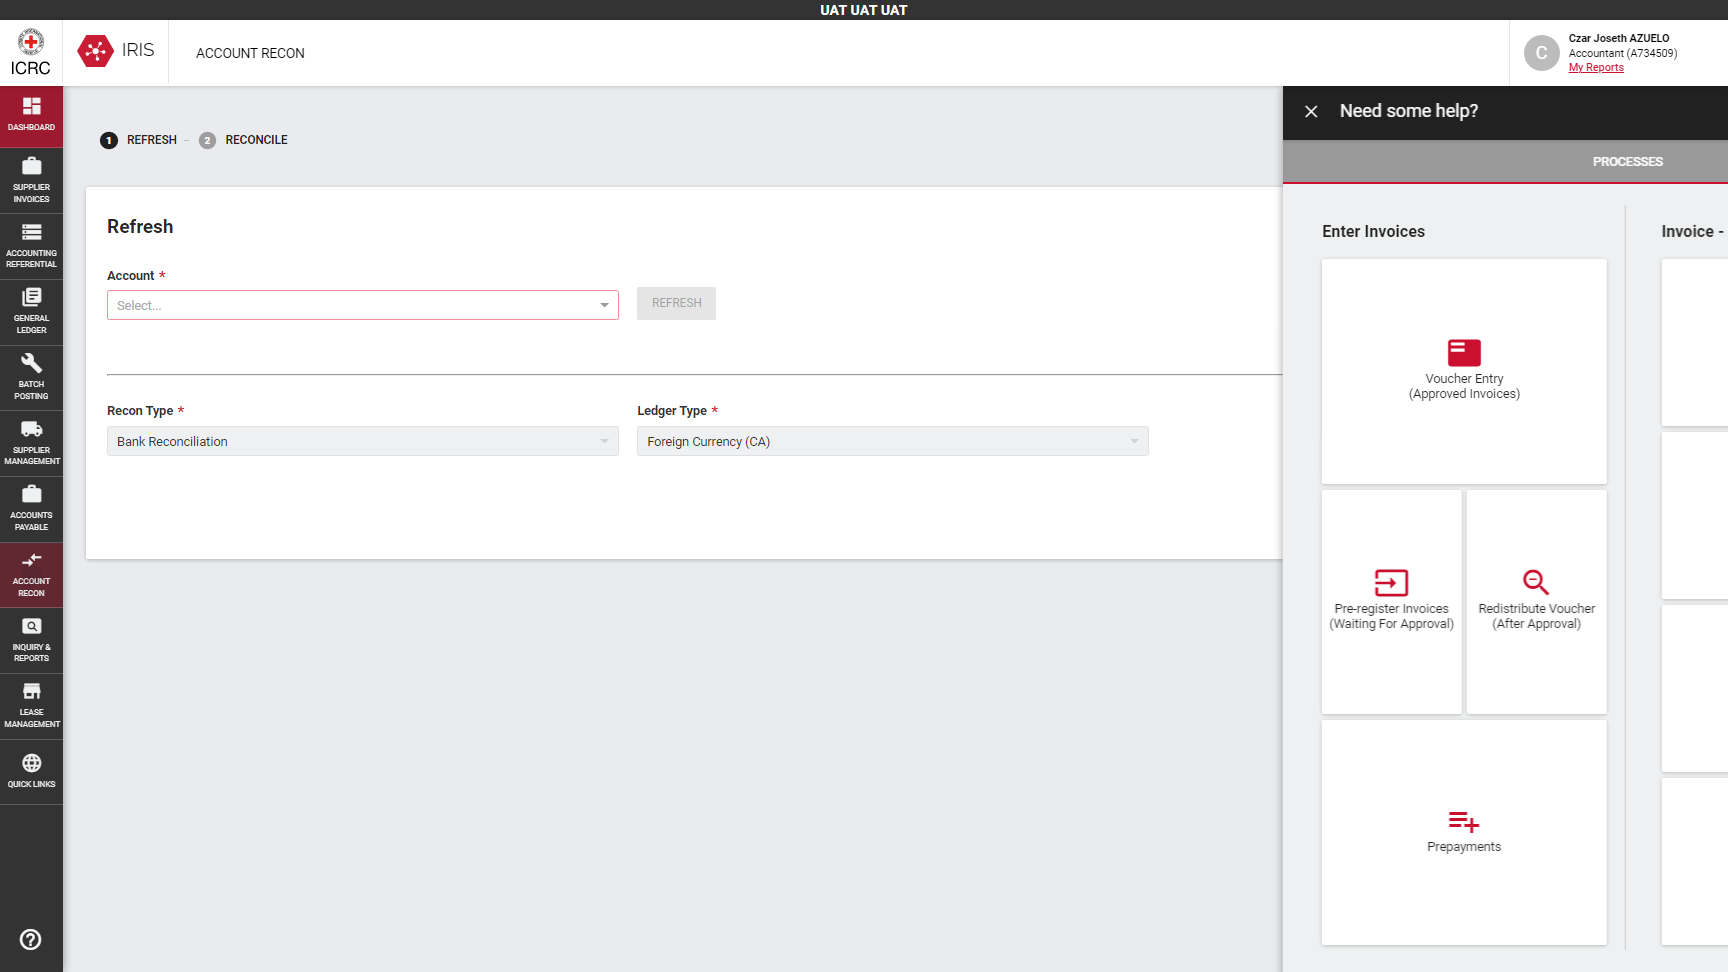 UAT UAT UAT
ICRC
IRIS
ACCOUNT RECON
C
Czar Joseth AZUELO
Accountant (A734509)
My Reports
DASHBOARD
SUPPLIER
INVOICES
ACCOUNTING
REFERENTIAL
GENERAL
LEDGER
BATCH
POSTING
SUPPLIER
MANAGEMENT
ACCOUNTS
PAYABLE
ACCOUNT
RECON
INQUIRY &
REPORTS
LEASE
MANAGEMENT
QUICK LINKS
1 REFRESH – 2 RECONCILE
Refresh
Account *
Select...
REFRESH
Recon Type *
Bank Reconciliation
Ledger Type *
Foreign Currency (CA)
Need some help?
PROCESSES
Enter Invoices
Voucher Entry
(Approved Invoices)
Pre-register Invoices
(Waiting For Approval)
Redistribute Voucher
(After Approval)
Prepayments
Invoice -